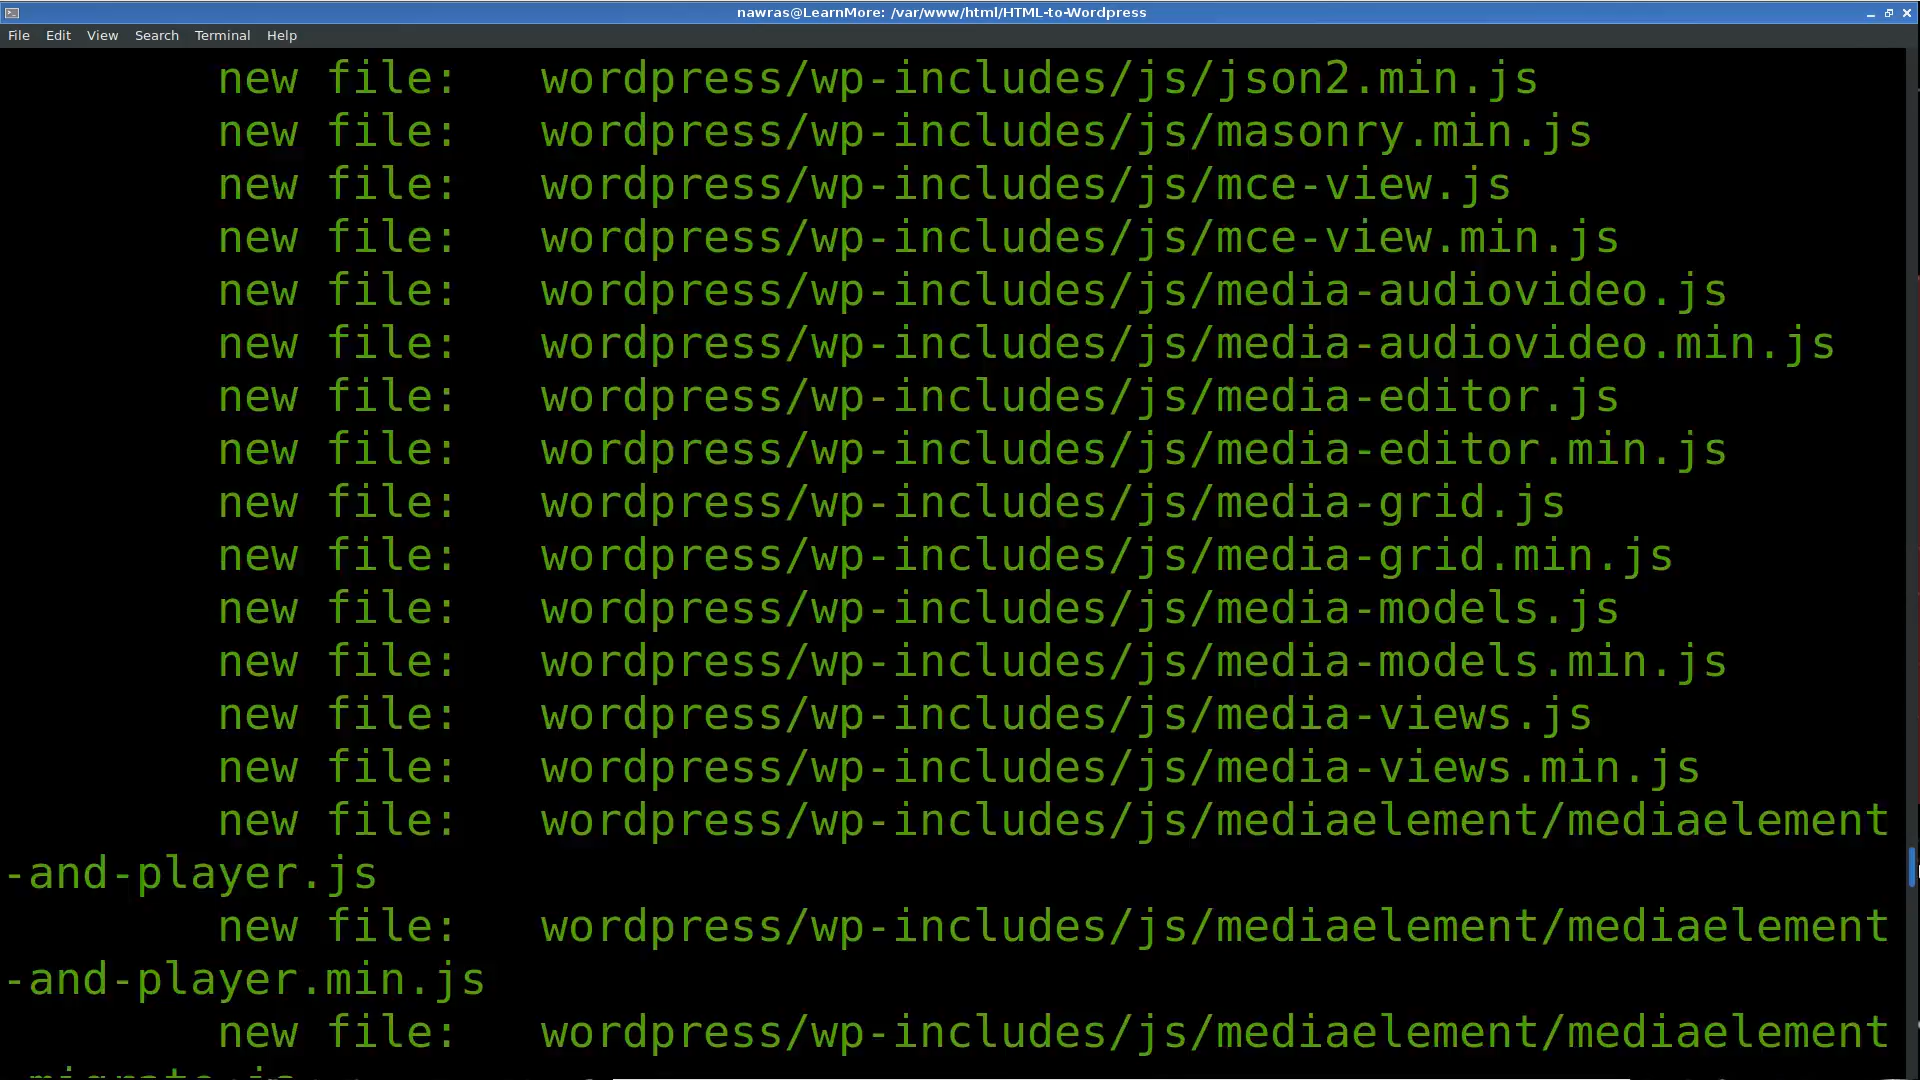 nawras@LearnMore: /var/www/html/HTML-to-Wordpress
File Edit View Search Terminal Help
new file:   wordpress/wp-includes/js/json2.min.js
new file:   wordpress/wp-includes/js/masonry.min.js
new file:   wordpress/wp-includes/js/mce-view.js
new file:   wordpress/wp-includes/js/mce-view.min.js
new file:   wordpress/wp-includes/js/media-audiovideo.js
new file:   wordpress/wp-includes/js/media-audiovideo.min.js
new file:   wordpress/wp-includes/js/media-editor.js
new file:   wordpress/wp-includes/js/media-editor.min.js
new file:   wordpress/wp-includes/js/media-grid.js
new file:   wordpress/wp-includes/js/media-grid.min.js
new file:   wordpress/wp-includes/js/media-models.js
new file:   wordpress/wp-includes/js/media-models.min.js
new file:   wordpress/wp-includes/js/media-views.js
new file:   wordpress/wp-includes/js/media-views.min.js
new file:   wordpress/wp-includes/js/mediaelement/mediaelement
-and-player.js
new file:   wordpress/wp-includes/js/mediaelement/mediaelement
-and-player.min.js
new file:   wordpress/wp-includes/js/mediaelement/mediaelement